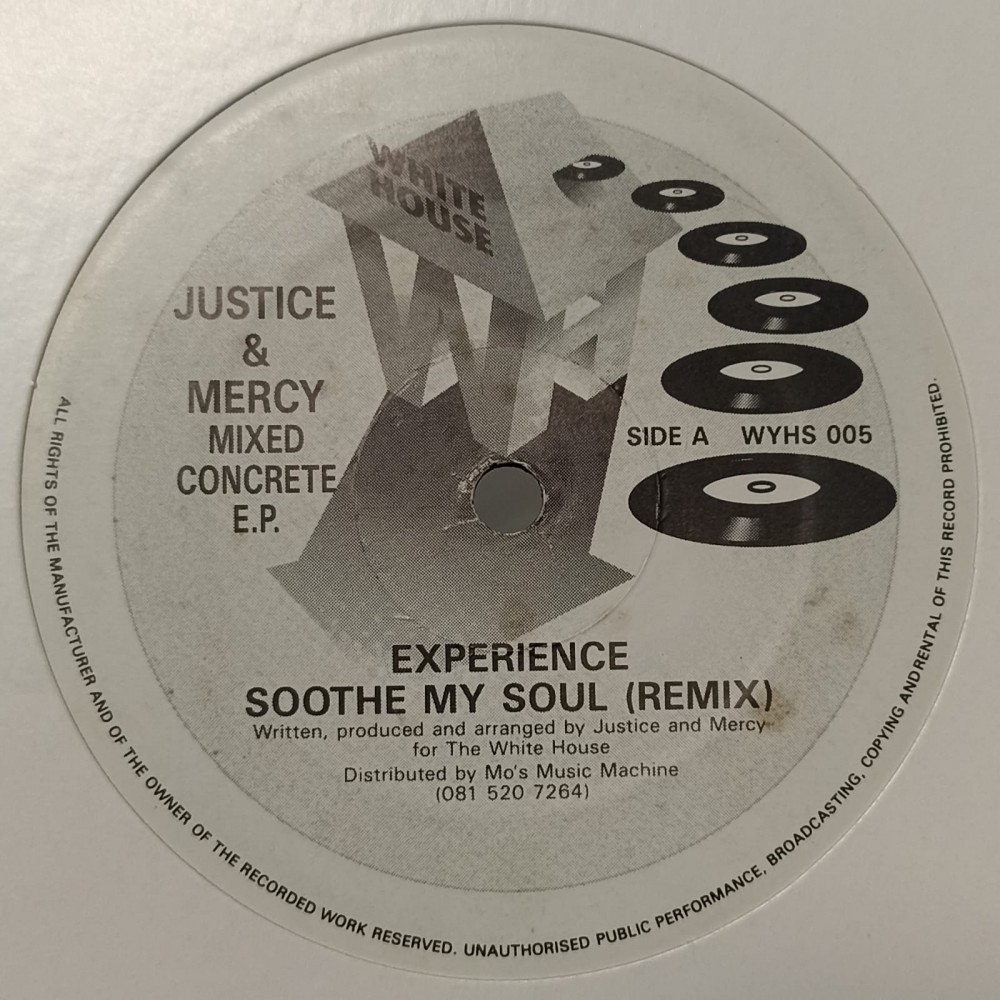 WHITE
HOUSE
JUSTICE
&
MERCY
MIXED
CONCRETE
E.P.
SIDE A WYHS 005
EXPERIENCE
SOOTHE MY SOUL (REMIX)
Written, produced and arranged by Justice and Mercy
for The White House
Distributed by Mo's Music Machine
(081 520 7264)
ALL RIGHTS OF THE MANUFACTURER AND OF THE OWNER OF THE RECORDED WORK RESERVED. UNAUTHORISED PUBLIC PERFORMANCE, BROADCASTING, COPYING ANDRENTAL OF THIS RECORD PROHIBITED.